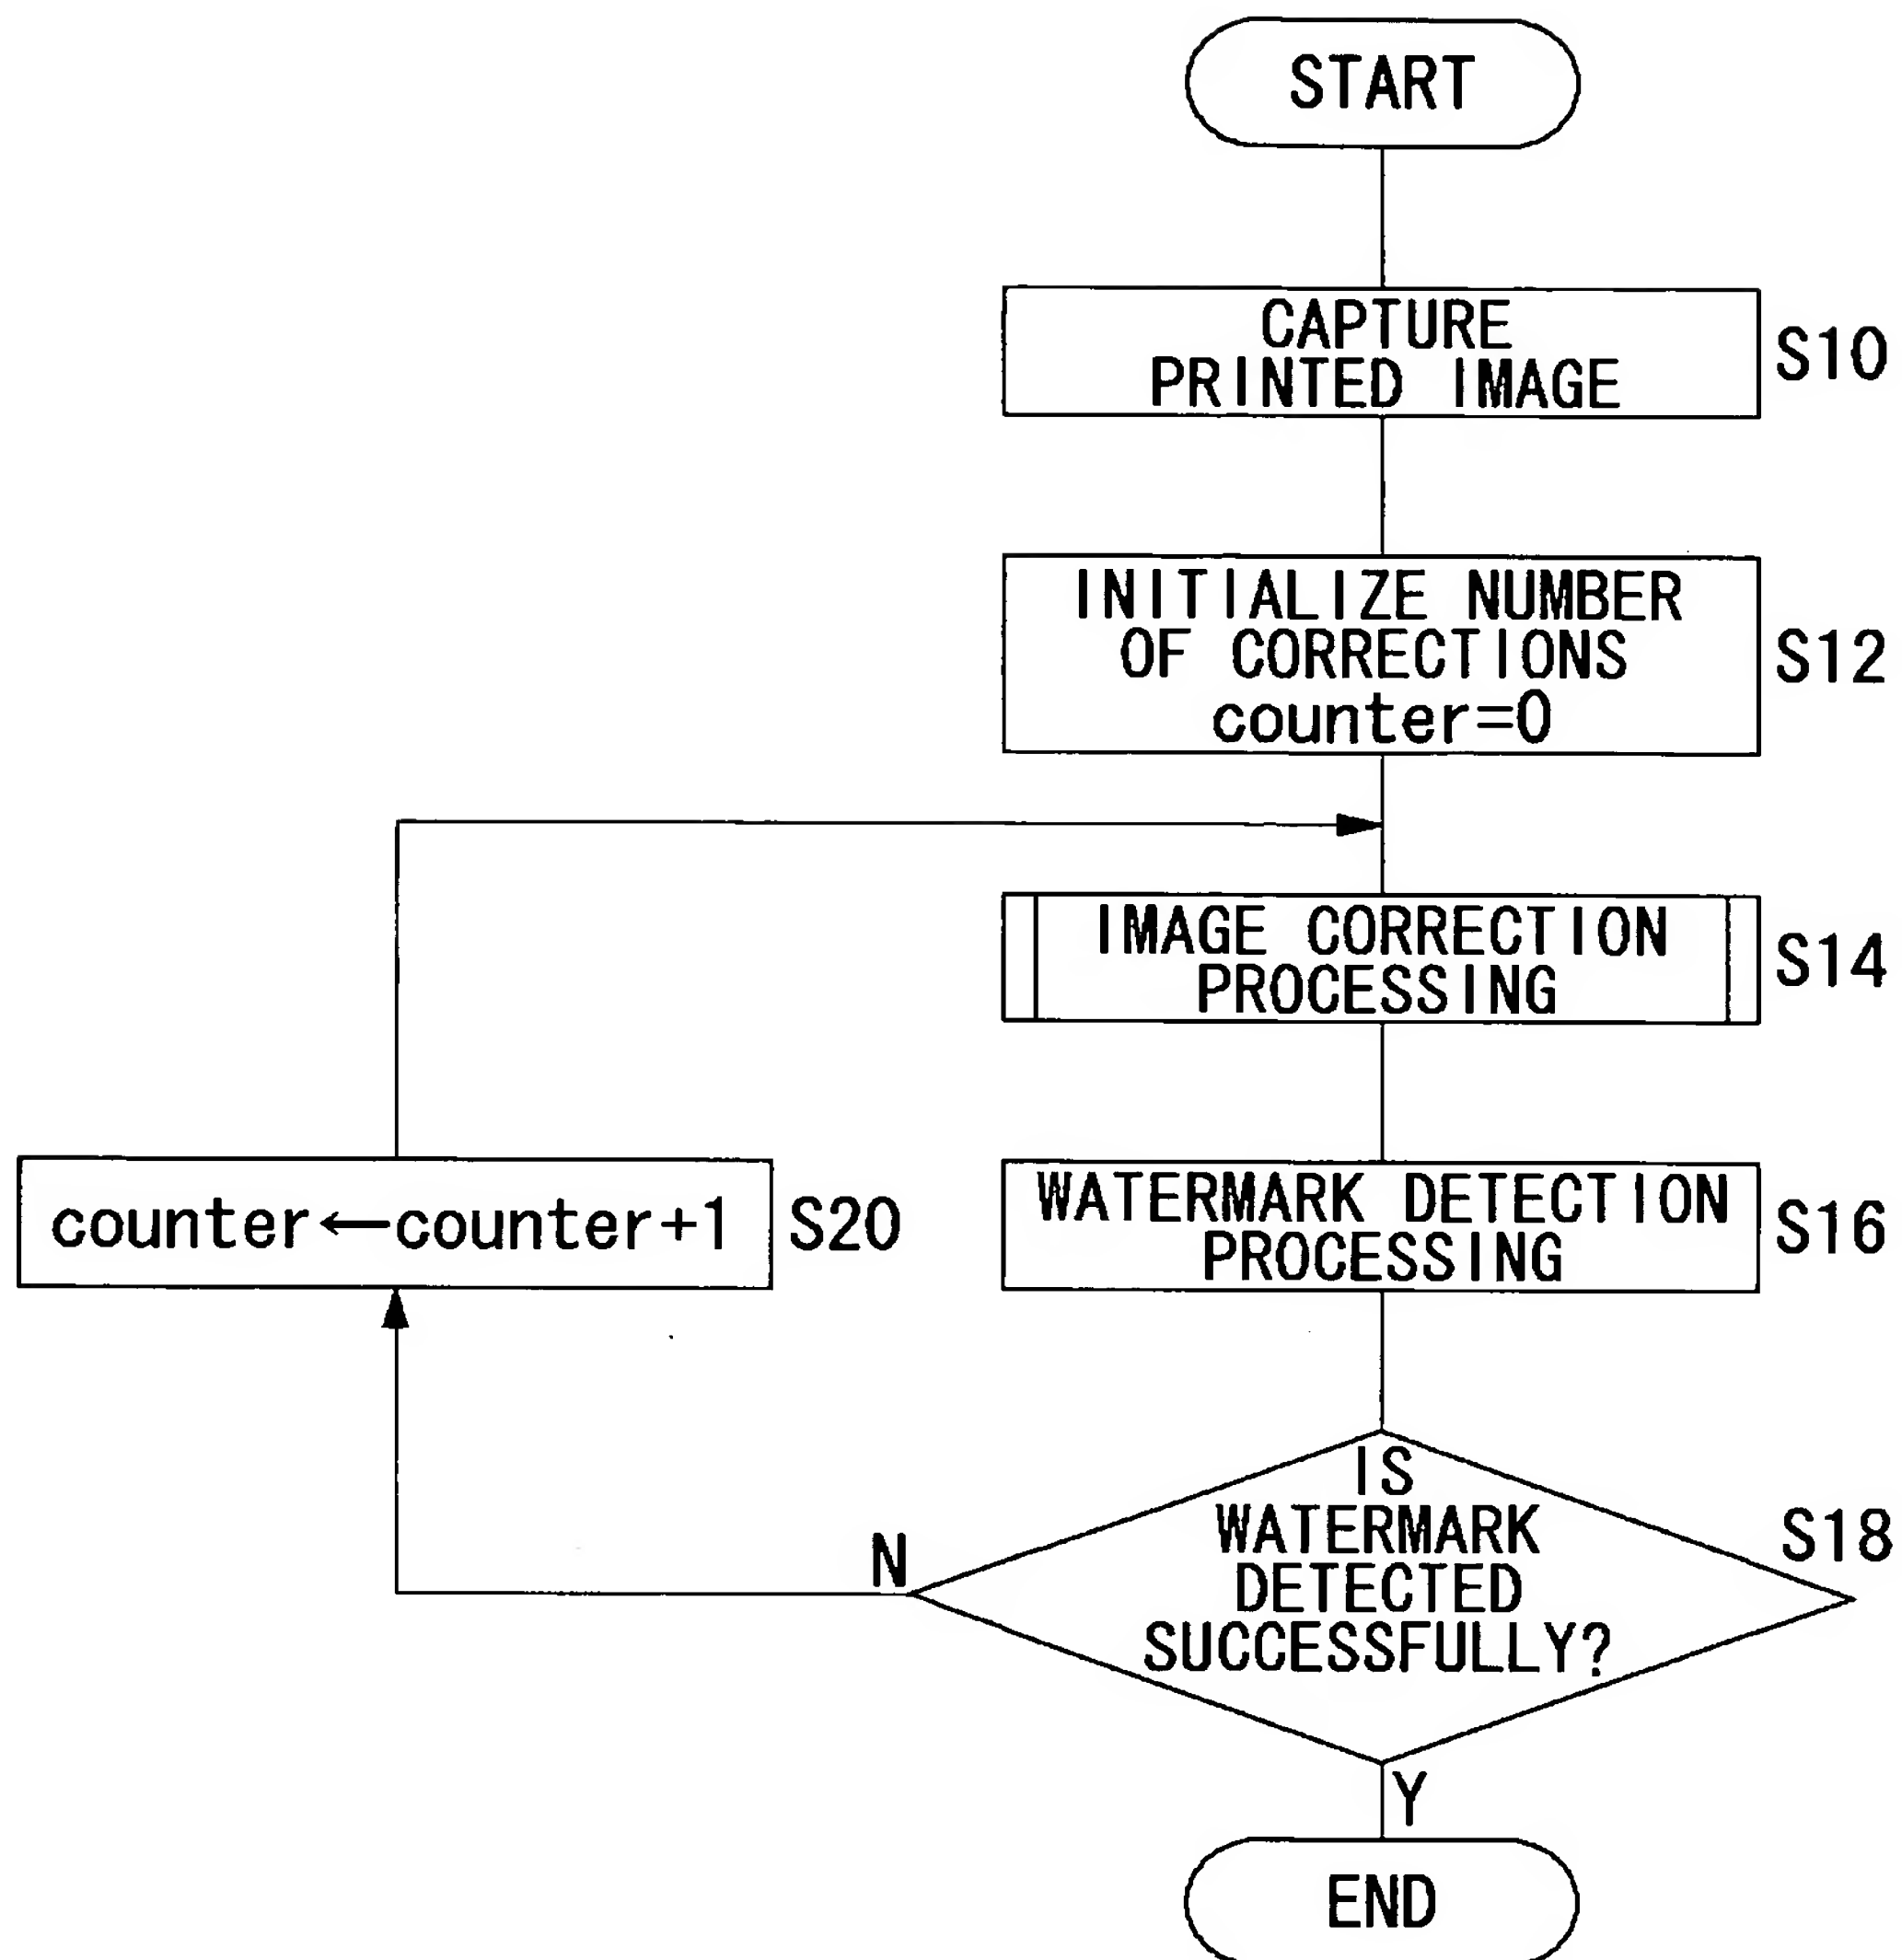 START
CAPTURE
PRINTED IMAGE
S10
INITIALIZE NUMBER
OF CORRECTIONS
counter=0
S12
IMAGE CORRECTION
PROCESSING
S14
WATERMARK DETECTION
PROCESSING
S16
counter←counter+1
S20
IS
WATERMARK
DETECTED
SUCCESSFULLY?
S18
N
Y
END